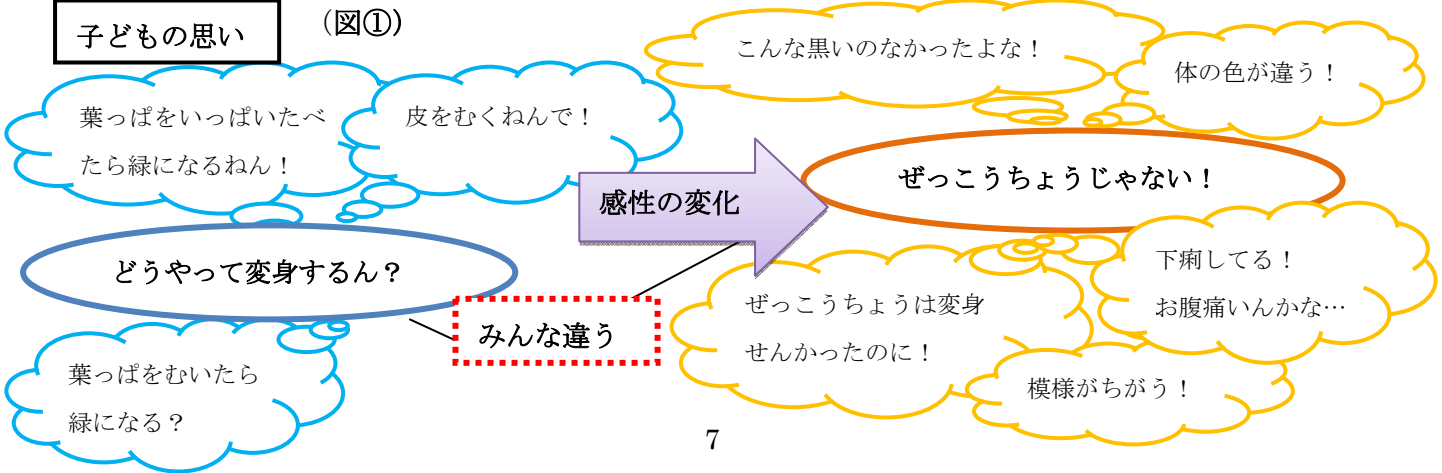 子どもの思い
(図①)
葉っぱをいっぱいたべ
たら緑になるねん！
皮をむくねんで！
どうやって変身するん？
葉っぱをむいたら
緑になる？
みんな違う
感性の変化
こんな黒いのなかったよな！
体の色が違う！
ぜっこうちょうじゃない！
ぜっこうちょうは変身
せんかったのに！
下痢してる！
お腹痛いんかな…
模様がちがう！
7